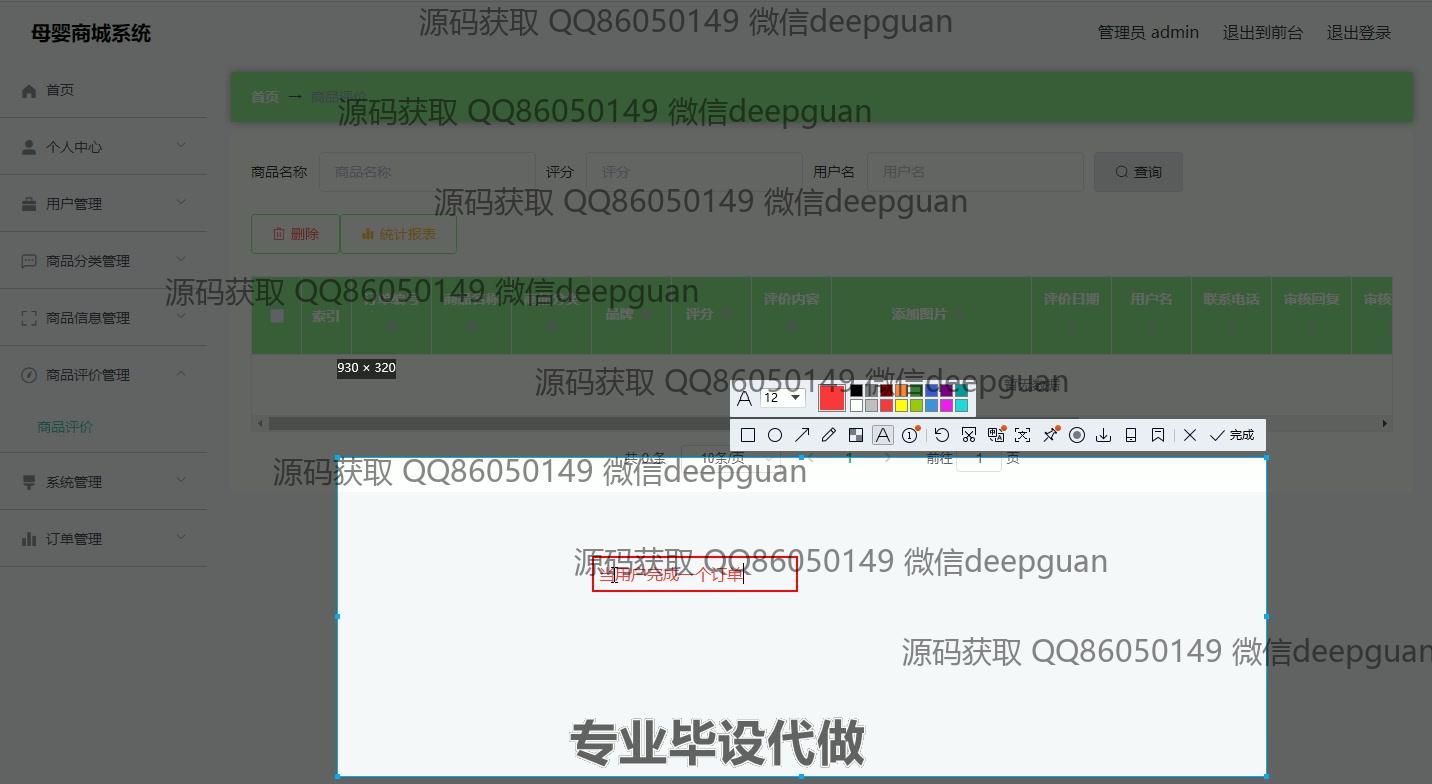 源码获取 QQ86050149 微信deepguan
母婴商城系统
管理员 admin 退出到前台 退出登录
首页
首页 → 商品评价
源码获取 QQ86050149 微信deepguan
个人中心
商品名称 商品名称 评分 评分 用户名 用户名 查询
用户管理
源码获取 QQ86050149 微信deepguan
删除 统计报表
商品分类管理
源码获取 QQ86050149 微信deepguan
索引 品牌 评分 评价内容 添加图片 评价日期 用户名 联系电话 审核回复 审核
商品信息管理
930 × 320
商品评价管理
源码获取 QQ86050149 微信deepguan
A 12
商品评价
A 1 完成
共 0 条 10条/页 1 前往 1 页
源码获取 QQ86050149 微信deepguan
系统管理
订单管理
源码获取 QQ86050149 微信deepguan
当用户完成一个订单
源码获取 QQ86050149 微信deepguan
专业毕设代做